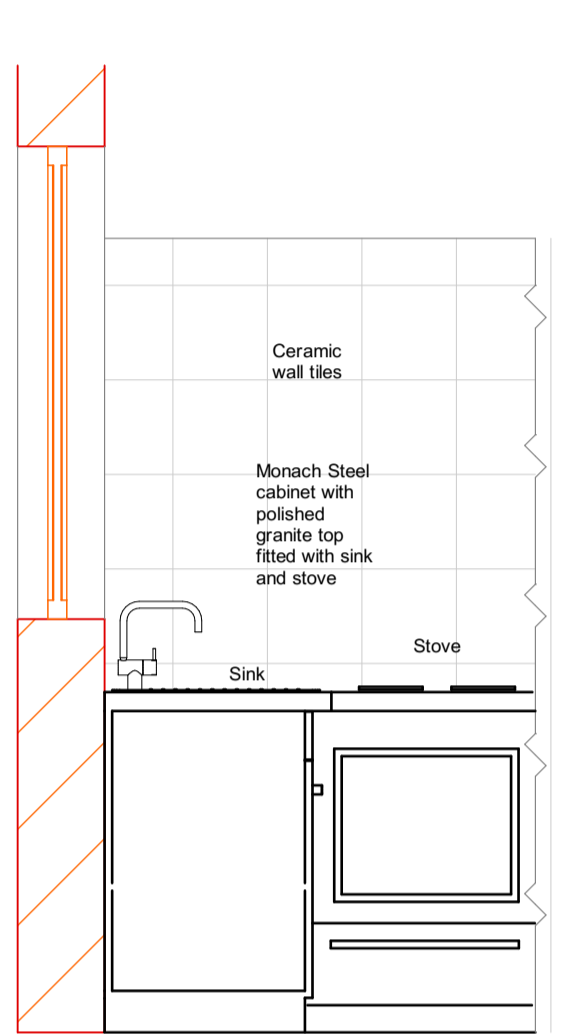 Ceramic
wall tiles
Monach Steel
cabinet with
polished
granite top
fitted with sink
and stove
Stove
Sink